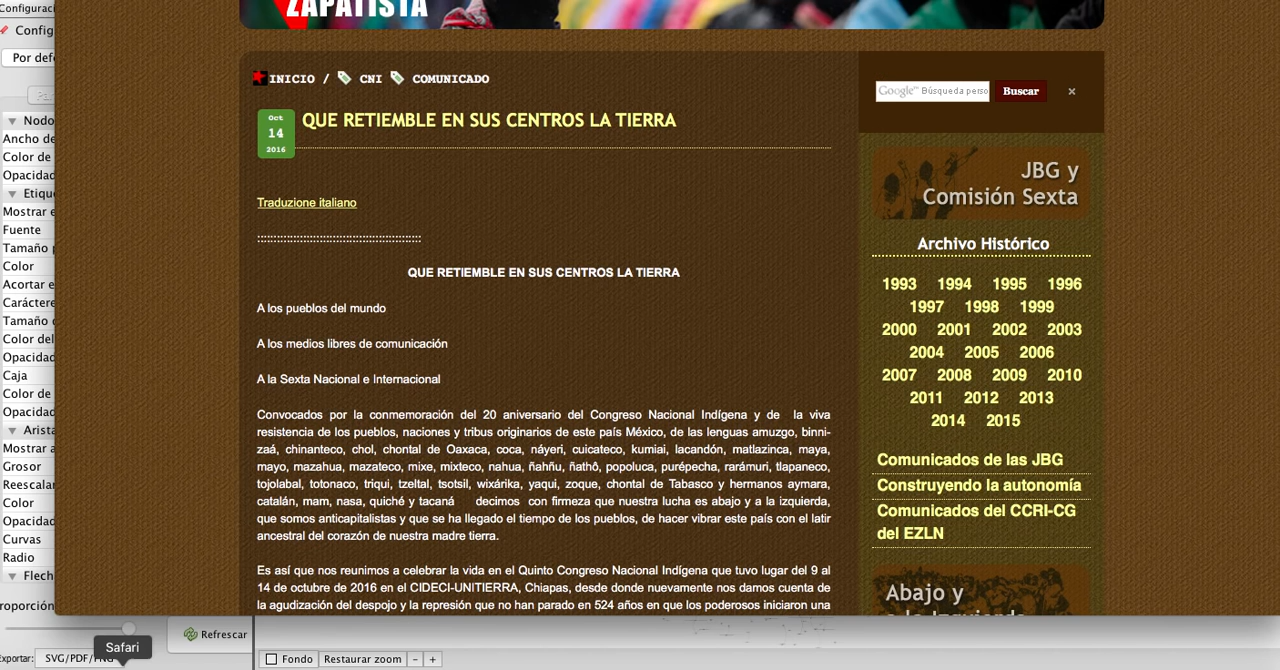 Configuraci
Config
Por defe
Nodo
Ancho de
Color de
Opacidad
Etique
Mostrar e
Fuente
Tamaño p
Color
Acortar e
Carácter
Tamaño
Color del
Opacidad
Caja
Color de
Opacidad
Arista
Mostrar a
Grosor
Reescalar
Color
Opacidad
Curvas
Radio
Flech
roporción
Refrescar
Safari
xportar: SVG/PDF/PNG
Fondo Restaurar zoom - +
ZAPATISTA
INICIO / CNI COMUNICADO
Oct
14
2016
QUE RETIEMBLE EN SUS CENTROS LA TIERRA
Traduzione italiano
QUE RETIEMBLE EN SUS CENTROS LA TIERRA
A los pueblos del mundo
A los medios libres de comunicación
A la Sexta Nacional e Internacional
Convocados por la conmemoración del 20 aniversario del Congreso Nacional Indígena y de la viva
resistencia de los pueblos, naciones y tribus originarios de este país México, de las lenguas amuzgo, binni-
zaá, chinanteco, chol, chontal de Oaxaca, coca, náyeri, cuicateco, kumiai, lacandón, matlazinca, maya,
mayo, mazahua, mazateco, mixe, mixteco, nahua, ñahñu, ñathô, popoluca, purépecha, rarámuri, tlapaneco,
tojolabal, totonaco, triqui, tzeltal, tsotsil, wixárika, yaqui, zoque, chontal de Tabasco y hermanos aymara,
catalán, mam, nasa, quiché y tacaná decimos con firmeza que nuestra lucha es abajo y a la izquierda,
que somos anticapitalistas y que se ha llegado el tiempo de los pueblos, de hacer vibrar este país con el latir
ancestral del corazón de nuestra madre tierra.
Es así que nos reunimos a celebrar la vida en el Quinto Congreso Nacional Indígena que tuvo lugar del 9 al
14 de octubre de 2016 en el CIDECI-UNITIERRA, Chiapas, desde donde nuevamente nos damos cuenta de
la agudización del despojo y la represión que no han parado en 524 años en que los poderosos iniciaron una
Google™ Búsqueda perso Buscar ×
JBG y
Comisión Sexta
Archivo Histórico
1993 1994 1995 1996
1997 1998 1999
2000 2001 2002 2003
2004 2005 2006
2007 2008 2009 2010
2011 2012 2013
2014 2015
Comunicados de las JBG
Construyendo la autonomía
Comunicados del CCRI-CG
del EZLN
Abajo y
a la Izquierda